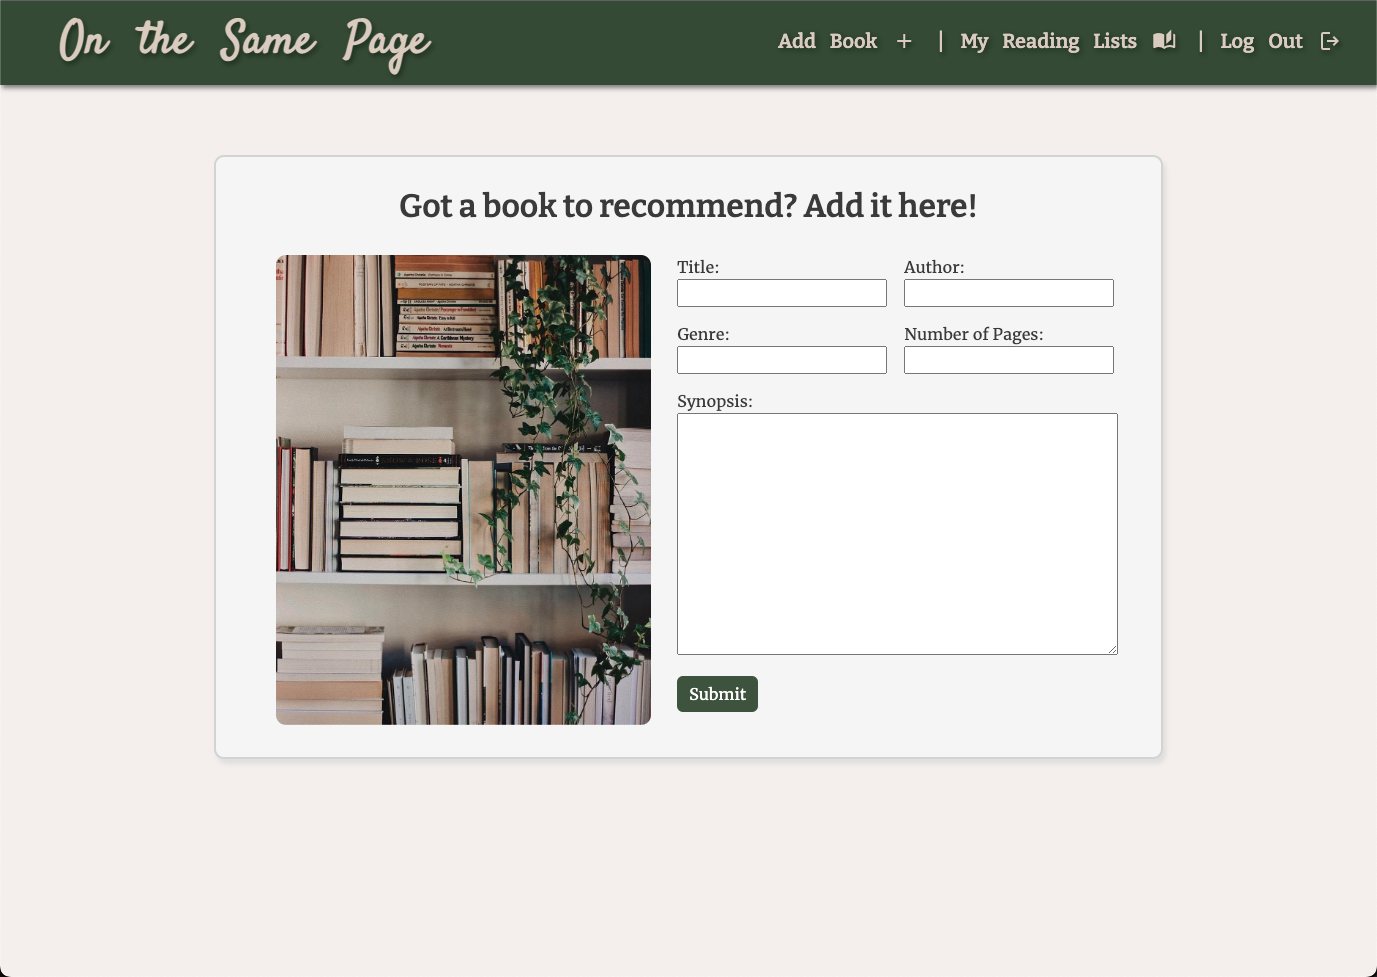 On the Same Page
Add Book + | My Reading Lists | Log Out
Got a book to recommend? Add it here!
Title:
Author:
Genre:
Number of Pages:
Synopsis:
Submit